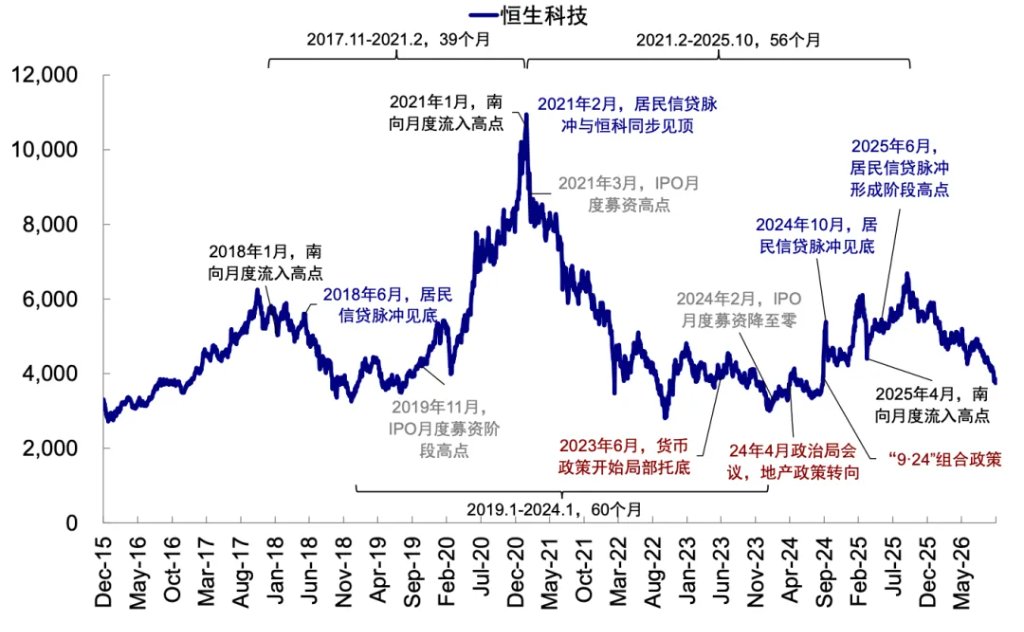 恒生科技
2017.11-2021.2，39个月
2021.2-2025.10，56个月
12,000
10,000
8,000
6,000
4,000
2,000
0
2021年1月，南
向月度流入高点
2021年2月，居民信贷脉
冲与恒科同步见顶
2021年3月，IPO月
度募资高点
2025年6月，
居民信贷脉冲
形成阶段高点
2024年10月，居
民信贷脉冲见底
2018年1月，南
向月度流入高点
2018年6月，居民
信贷脉冲见底
2024年2月，IPO
月度募资降至零
2019年11月，
IPO月度募资阶
段高点
2025年4月，南
向月度流入高点
2023年6月，货币
政策开始局部托底
24年4月政治局会
议，地产政策转向
“9·24”组合政策
2019.1-2024.1，60个月
Dec-15
May-16
Oct-16
Mar-17
Aug-17
Jan-18
Jun-18
Nov-18
Apr-19
Sep-19
Feb-20
Jul-20
Dec-20
May-21
Oct-21
Mar-22
Aug-22
Jan-23
Jun-23
Nov-23
Apr-24
Sep-24
Feb-25
Jul-25
Dec-25
May-26